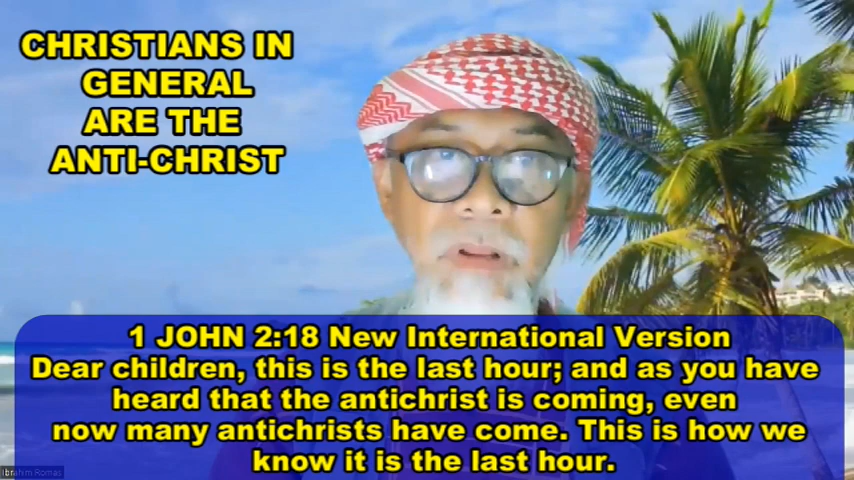 CHRISTIANS IN
GENERAL
ARE THE
ANTI-CHRIST
1 JOHN 2:18 New International Version
Dear children, this is the last hour; and as you have
heard that the antichrist is coming, even
now many antichrists have come. This is how we
know it is the last hour.
Ibrahim Romas